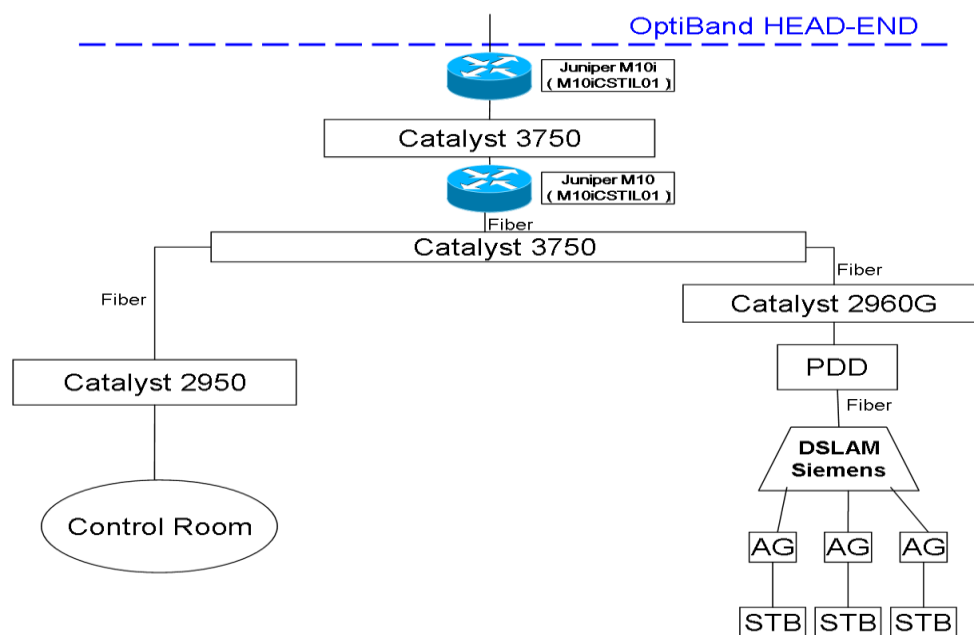 OptiBand HEAD-END
Juniper M10i
( M10iCSTIL01 )
Catalyst 3750
Juniper M10
( M10iCSTIL01 )
Fiber
Catalyst 3750
Fiber
Fiber
Catalyst 2960G
Catalyst 2950
PDD
Fiber
DSLAM
Siemens
Control Room
AG AG AG
STB STB STB